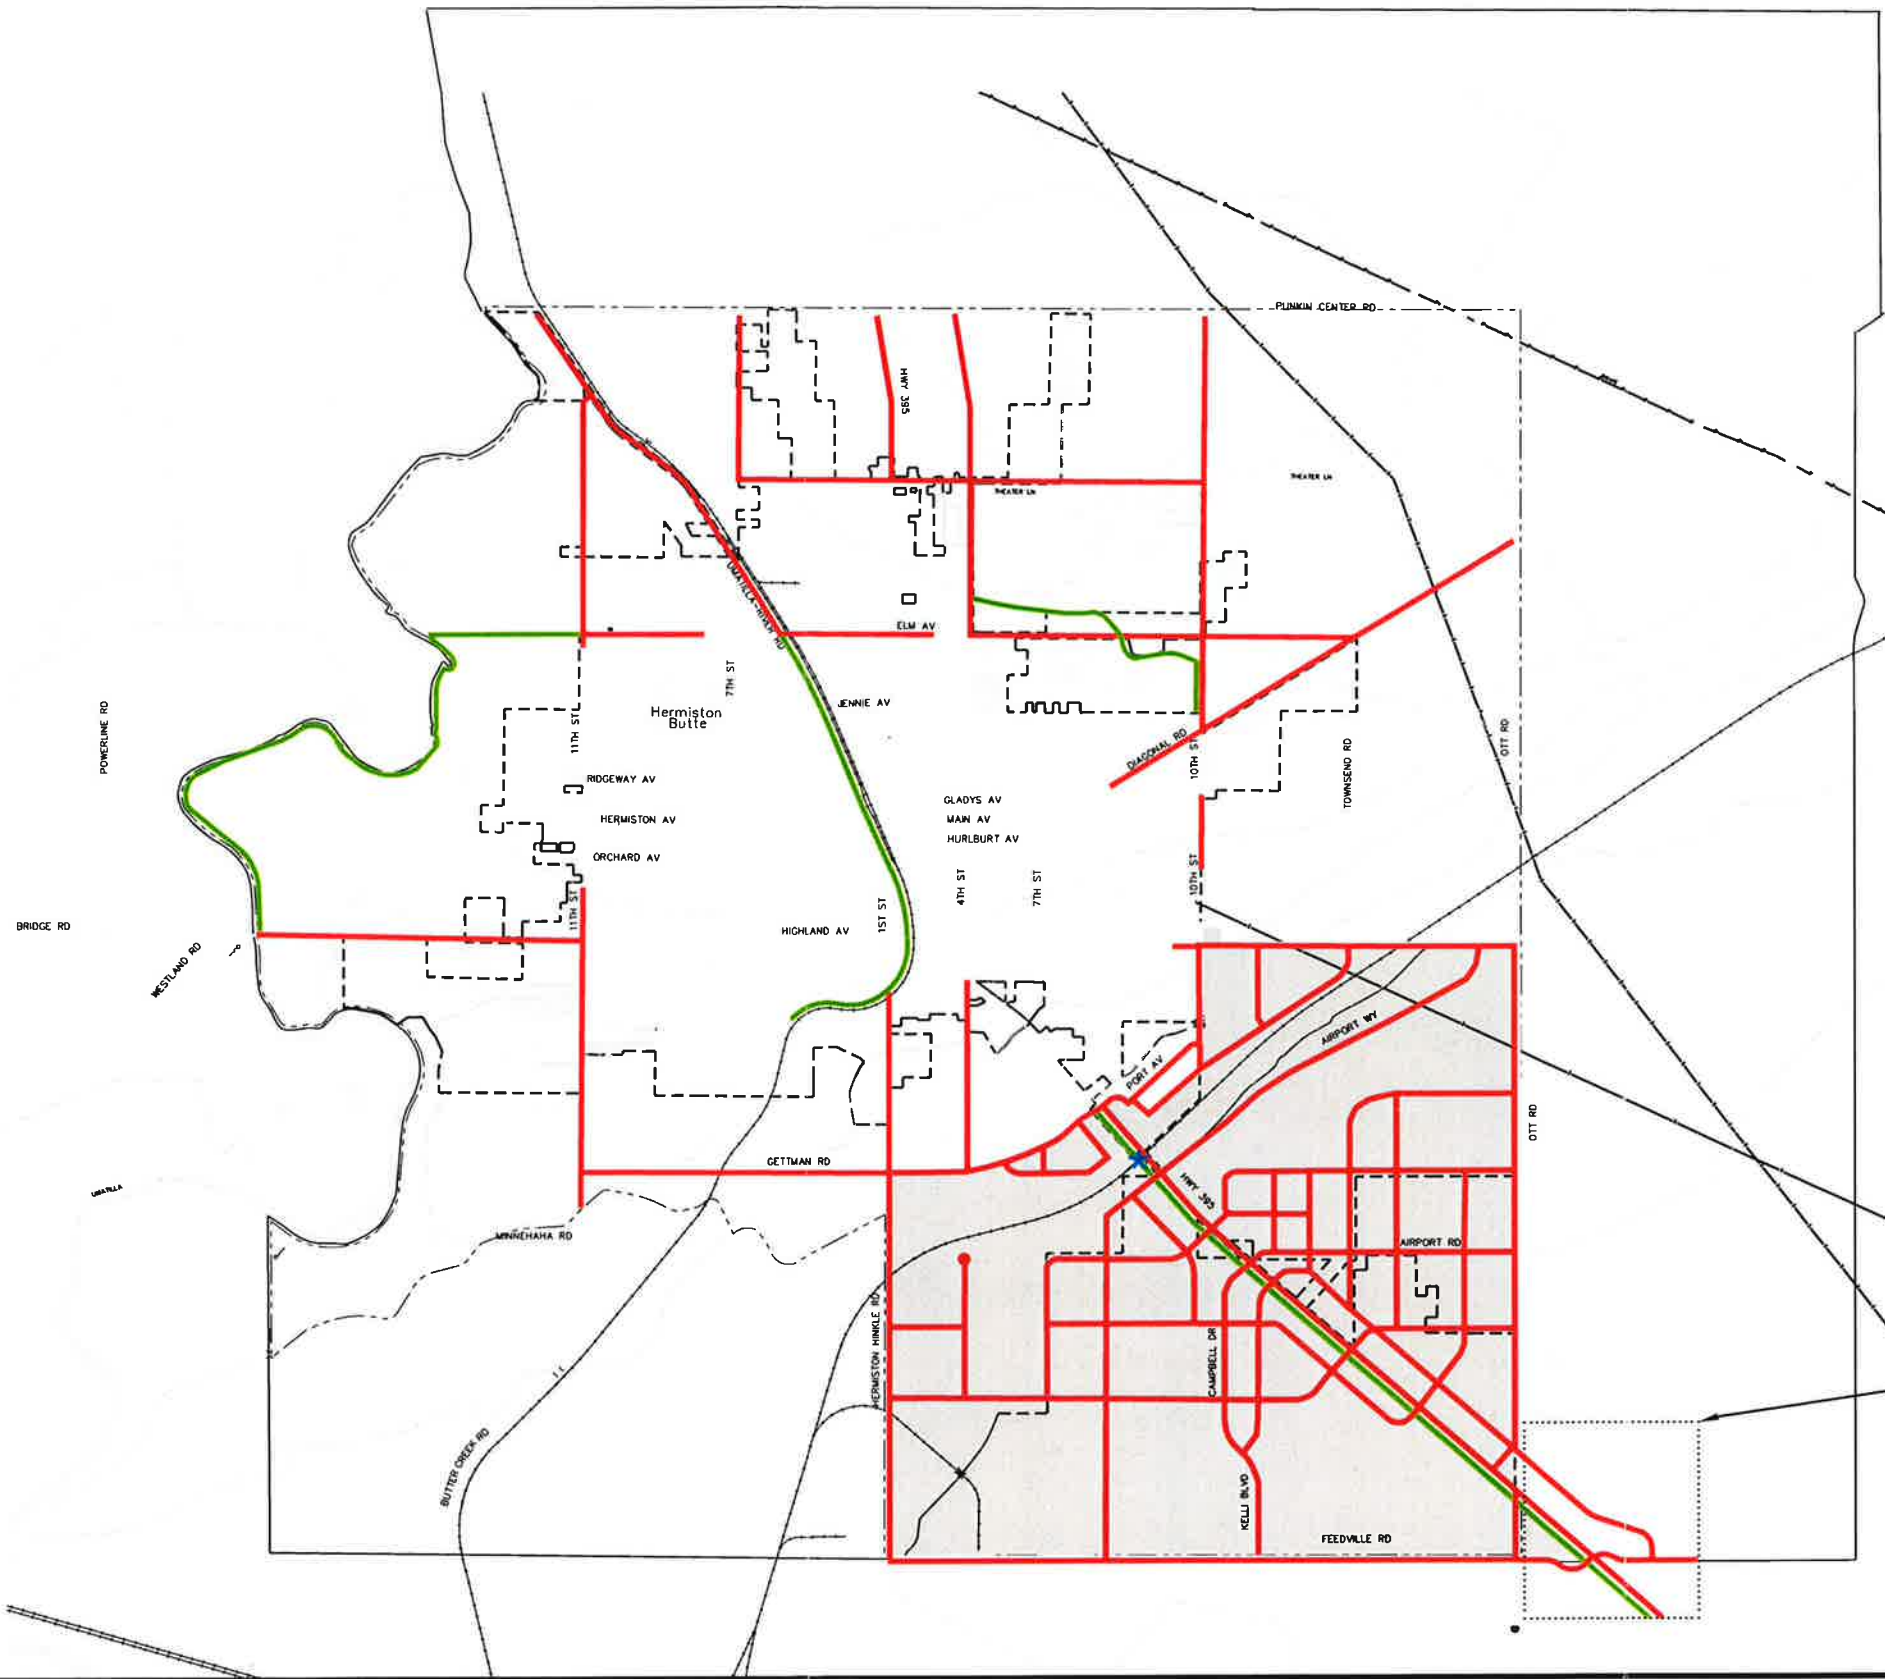 PUNKIN CENTER RD
HWY 395
THEATER LN
THEATER LN
UMATILLA-RIVER RD
ELM AV
7TH ST
Hermiston
Butte
JENNIE AV
11TH ST
POWERLINE RD
DIAGONAL RD
10TH ST
TOWNSEND RD
OTT RD
RIDGEWAY AV
HERMISTON AV
ORCHARD AV
GLADYS AV
MAIN AV
HURLBURT AV
4TH ST
7TH ST
10TH ST
11TH ST
1ST ST
HIGHLAND AV
BRIDGE RD
WESTLAND RD
AIRPORT WY
PORT AV
OTT RD
GETTMAN RD
HWY 395
UMATILLA
MINNEHAHA RD
AIRPORT RD
HERMISTON HINKLE RD
CAMPBELL DR
BUTTER CREEK RD
KELLI BLVD
FEEDVILLE RD